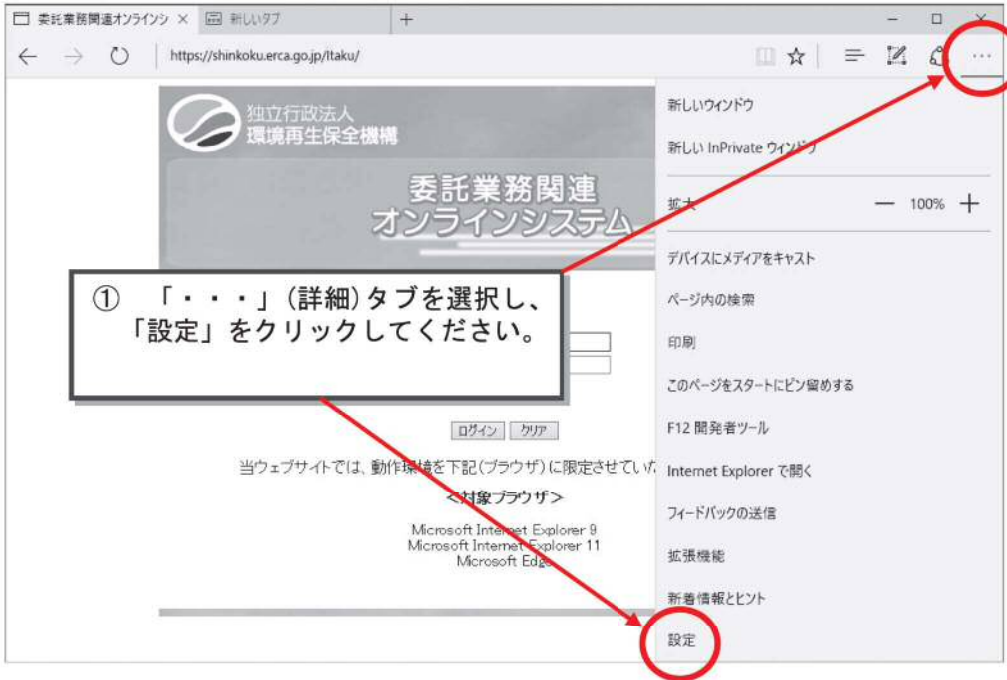 委託業務関連オンラインシ
新しいタブ
https://shinkoku.erca.go.jp/Itaku/
独立行政法人
環境再生保全機構
委託業務関連
オンラインシステム
① 「・・・」(詳細)タブを選択し、
「設定」をクリックしてください。
ログイン クリア
当ウェブサイトでは、動作環境を下記(ブラウザ)に限定させていた
<対象ブラウザ>
Microsoft Internet Explorer 9
Microsoft Internet Explorer 11
Microsoft Edge
新しいウィンドウ
新しい InPrivate ウィンドウ
拡大 100%
デバイスにメディアをキャスト
ページ内の検索
印刷
このページをスタートにピン留めする
F12 開発者ツール
Internet Explorer で開く
フィードバックの送信
拡張機能
新着情報とヒント
設定